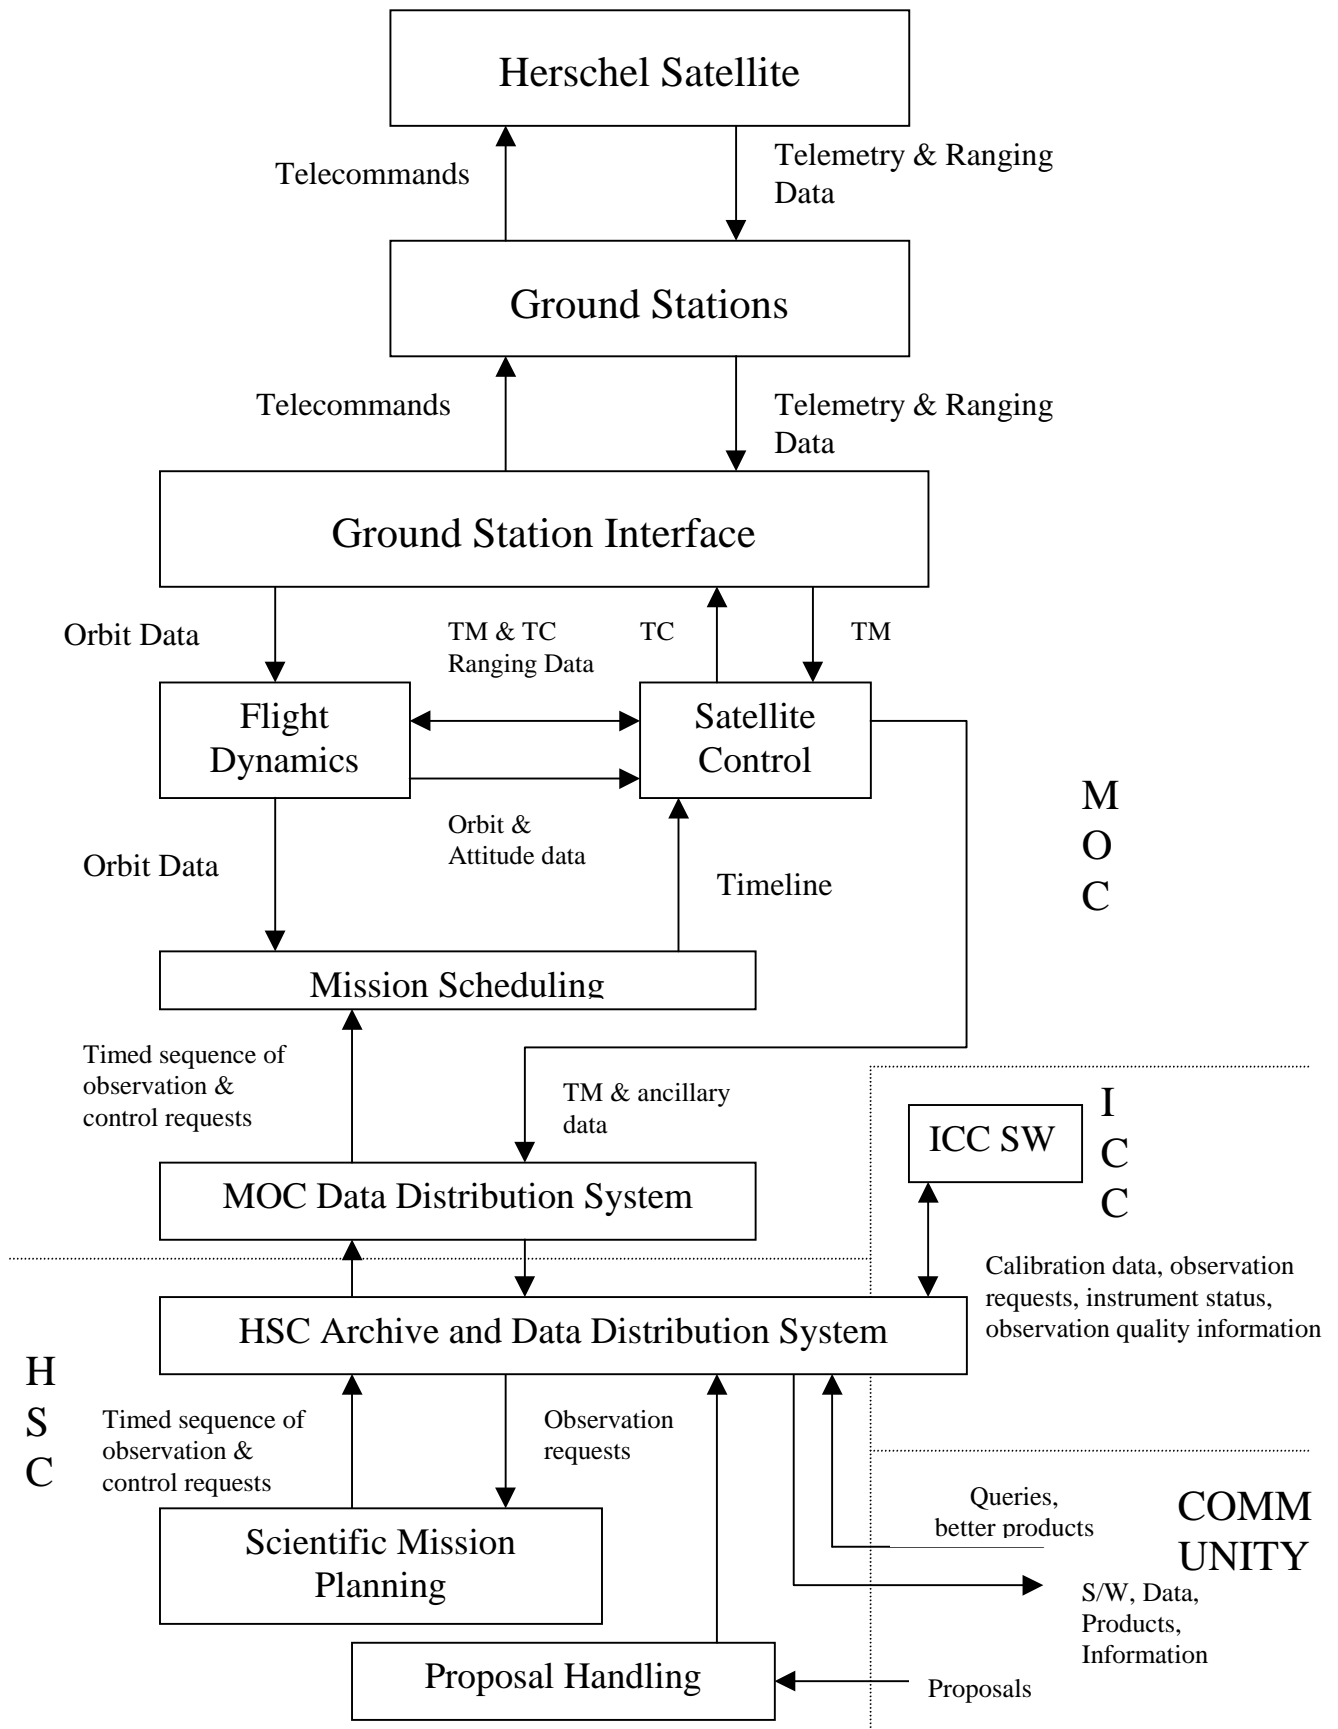 Herschel Satellite
Telecommands
Telemetry & Ranging
Data
Ground Stations
Telecommands
Telemetry & Ranging
Data
Ground Station Interface
Orbit Data
TM & TC
Ranging Data
TC
TM
Flight
Dynamics
Satellite
Control
M
O
C
Orbit &
Attitude data
Orbit Data
Timeline
Mission Scheduling
Timed sequence of
observation &
control requests
TM & ancillary
data
ICC SW
I
C
C
MOC Data Distribution System
Calibration data, observation
requests, instrument status,
observation quality information
HSC Archive and Data Distribution System
H
S
C
Timed sequence of
observation &
control requests
Observation
requests
Queries,
better products
COMM
UNITY
Scientific Mission
Planning
S/W, Data,
Products,
Information
Proposal Handling
Proposals